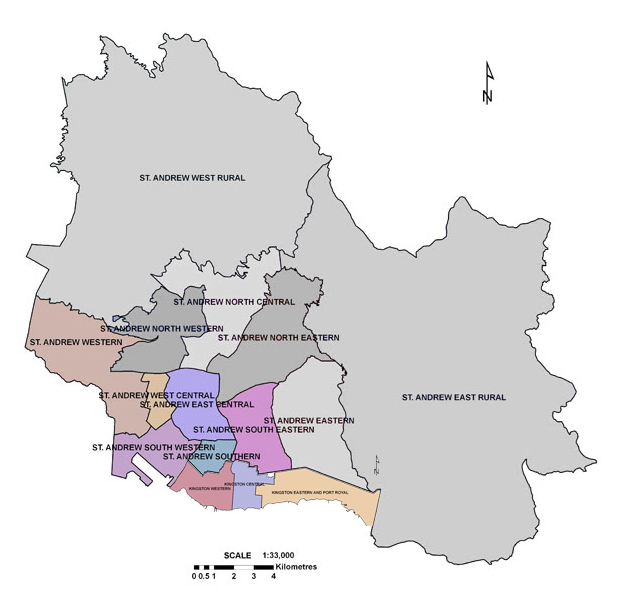 N
ST. ANDREW WEST RURAL
ST. ANDREW NORTH CENTRAL
ST. ANDREW NORTH WESTERN
ST. ANDREW NORTH EASTERN
ST. ANDREW WESTERN
ST. ANDREW WEST CENTRAL
ST. ANDREW EAST RURAL
ST. ANDREW EAST CENTRAL
ST. ANDREW EASTERN
ST. ANDREW SOUTH EASTERN
ST. ANDREW SOUTH WESTERN
ST. ANDREW SOUTHERN
N
KINGSTON CENTRAL
KINGSTON WESTERN
KINGSTON EASTERN AND PORT ROYAL
SCALE 1:33,000
Kilometres
0 0.5 1 2 3 4